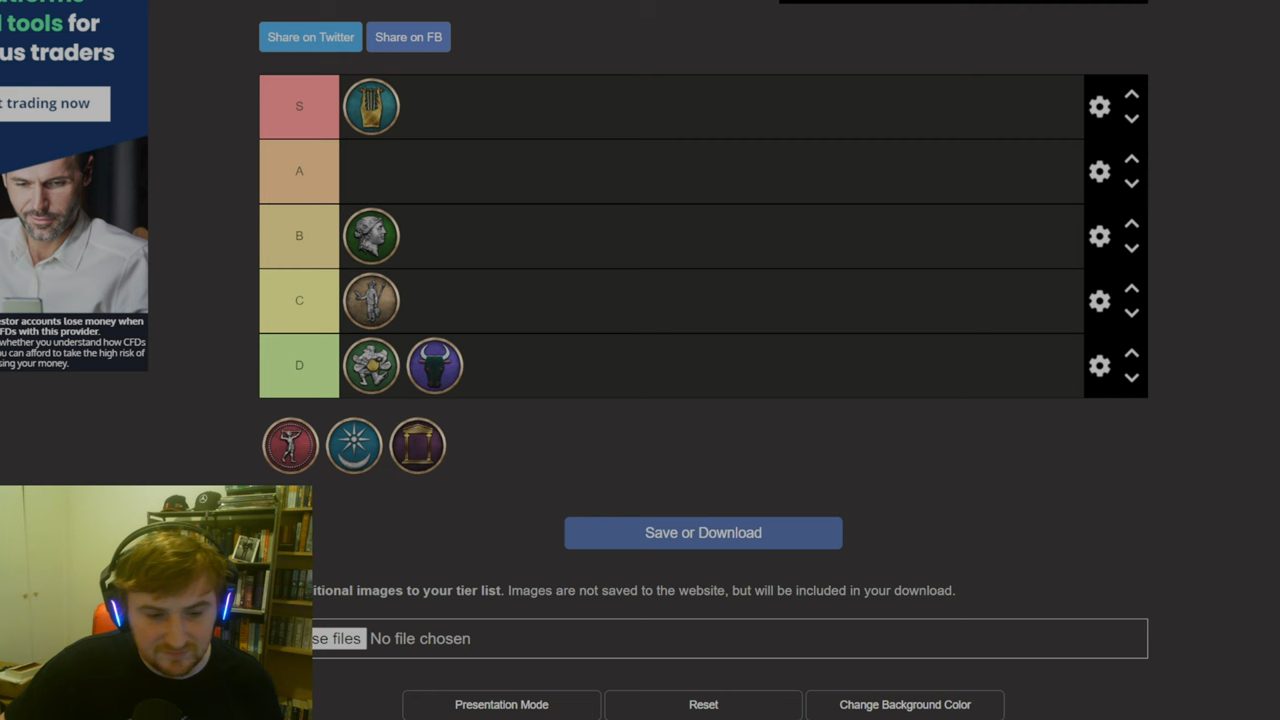 tools for
us traders
t trading now
estor accounts lose money when
FDs with this provider.
whether you understand how CFDs
ou can afford to take the high risk of
sing your money.
Share on Twitter
Share on FB
S
A
B
C
D
Save or Download
itional images to your tier list. Images are not saved to the website, but will be included in your download.
se files No file chosen
Presentation Mode
Reset
Change Background Color